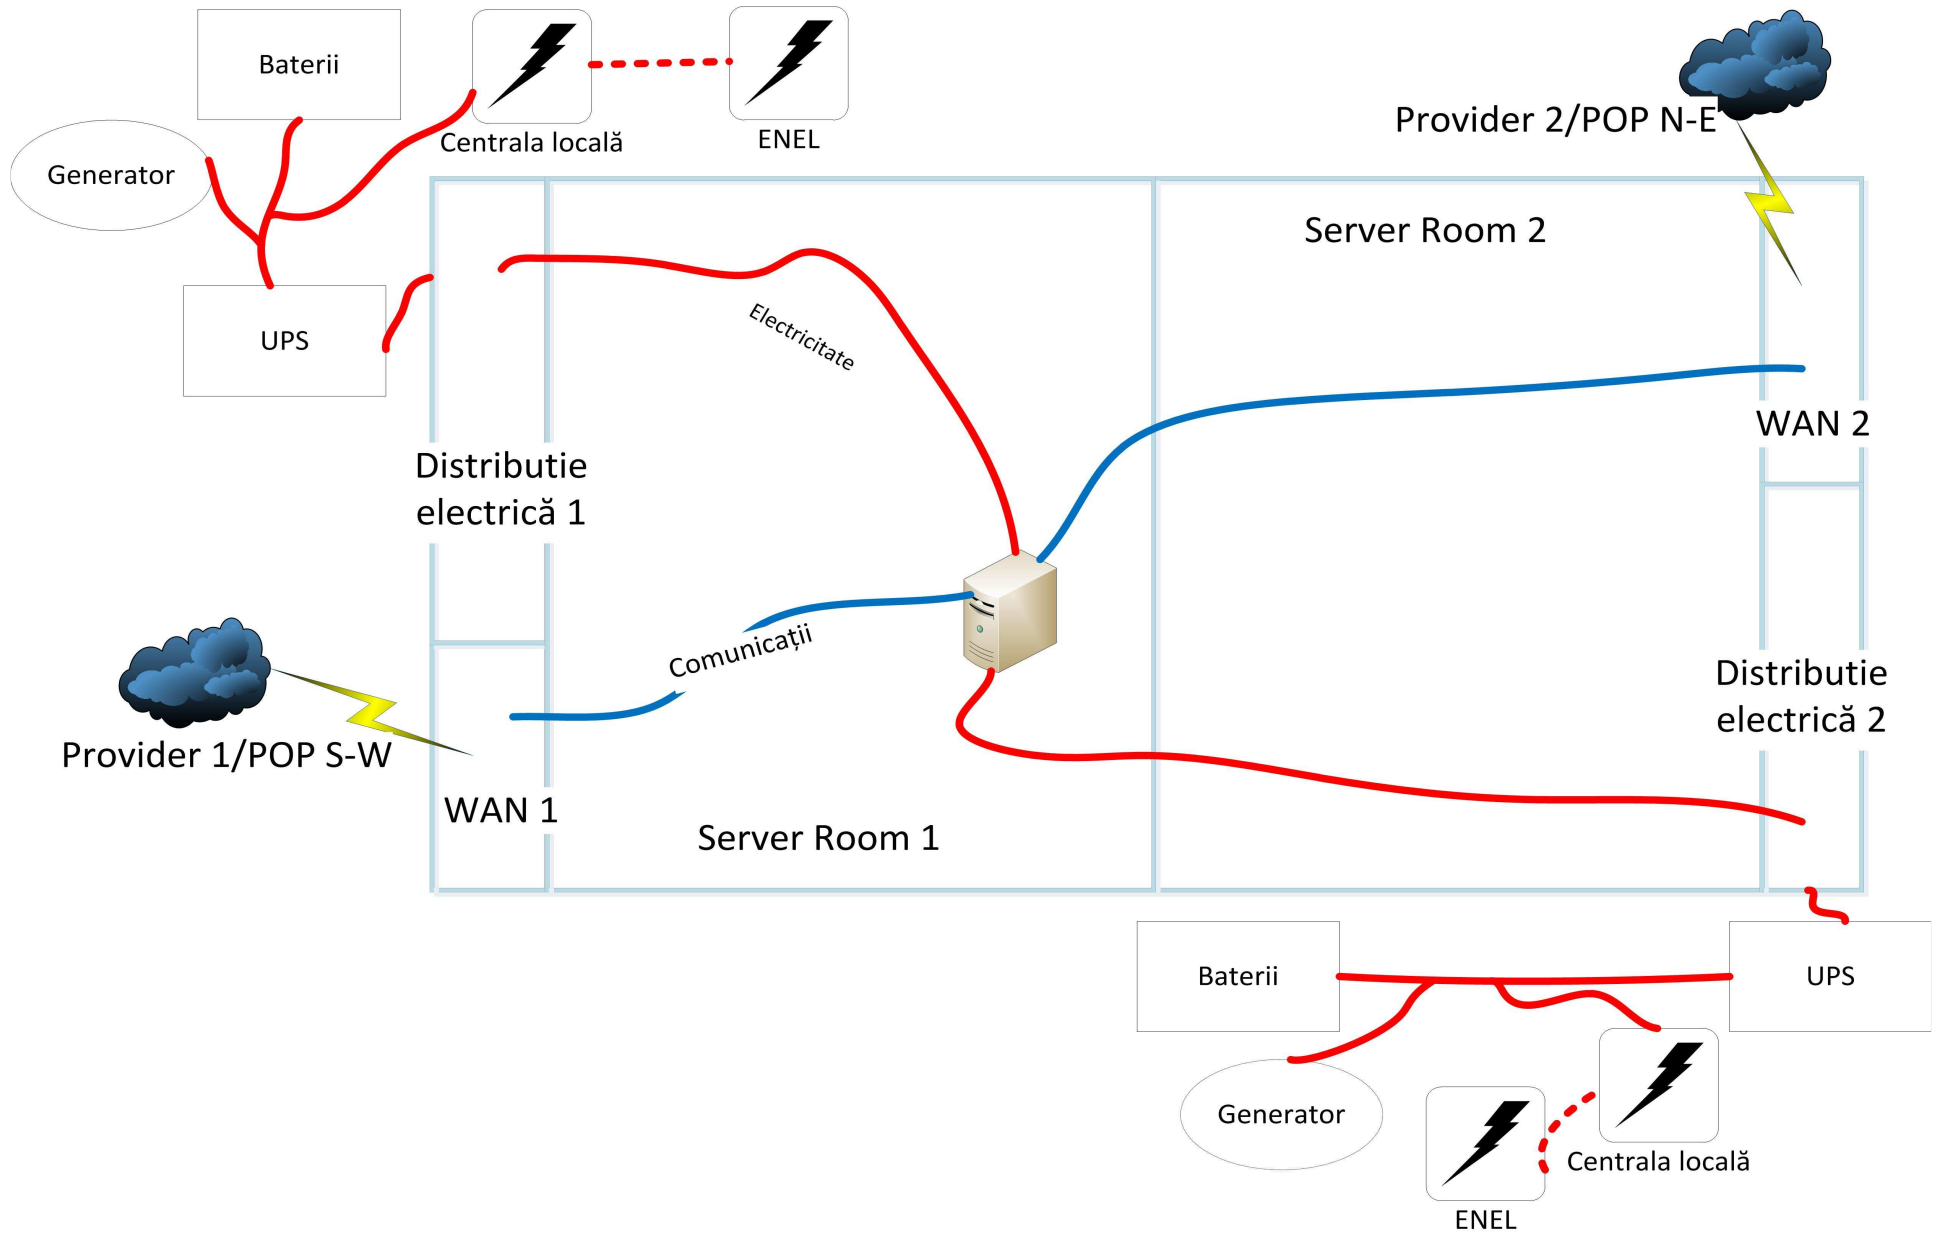 Baterii
Generator
Centrala locală
ENEL
UPS
Provider 2/POP N-E
Server Room 2
Electricitate
WAN 2
Distributie
electrică 1
Comunicații
Provider 1/POP S-W
WAN 1
Server Room 1
Distributie
electrică 2
Baterii
UPS
Generator
Centrala locală
ENEL